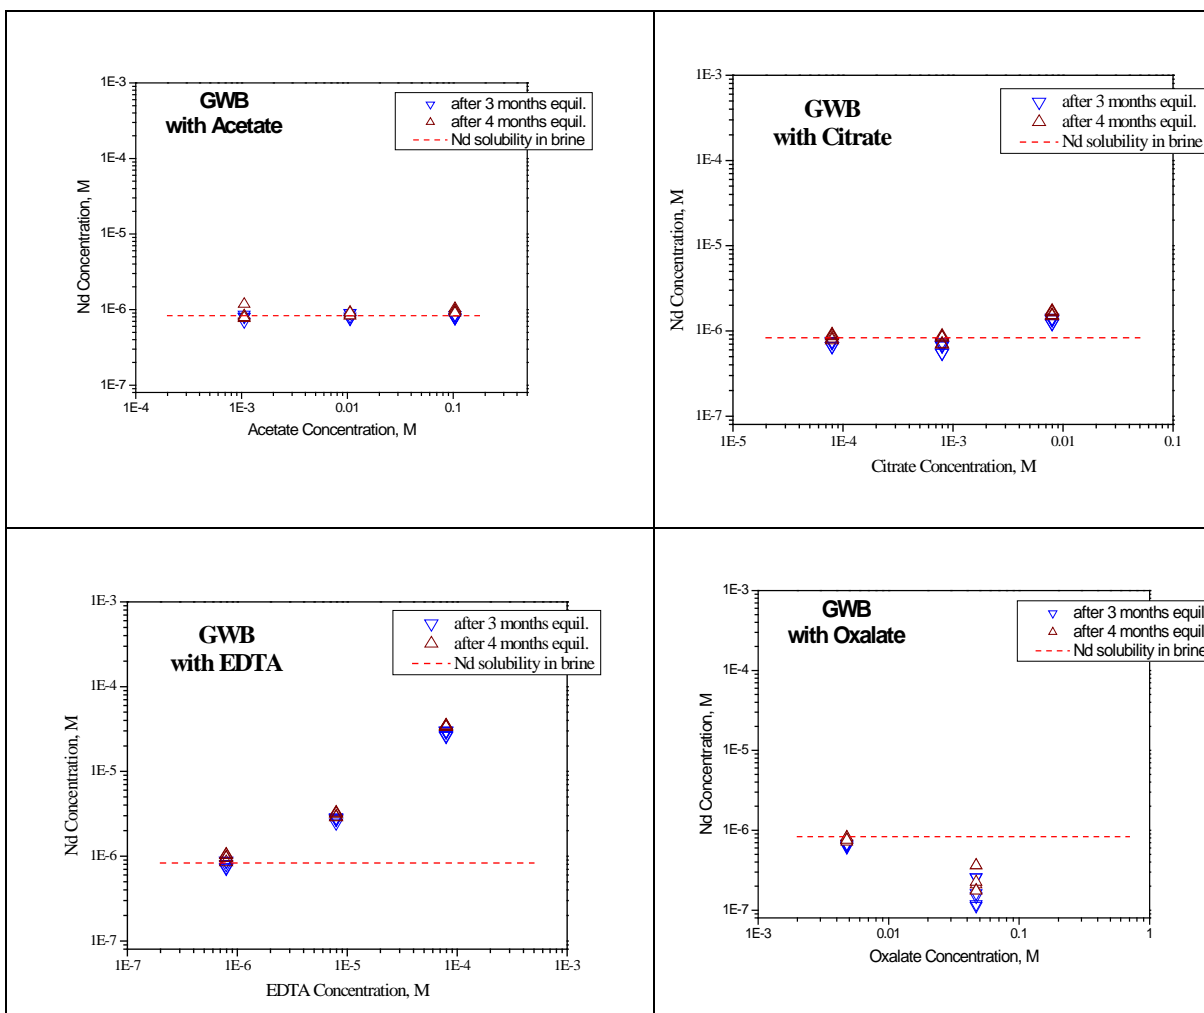 1E-3
GWB
with Acetate
after 3 months equil.
after 4 months equil.
Nd solubility in brine
1E-4
1E-5
1E-6
1E-7
Nd Concentration, M
1E-4
1E-3
0.01
0.1
Acetate Concentration, M
1E-3
GWB
with Citrate
after 3 months equil.
after 4 months equil.
Nd solubility in brine
1E-4
1E-5
1E-6
1E-7
Nd Concentration, M
1E-5
1E-4
1E-3
0.01
0.1
Citrate Concentration, M
1E-3
GWB
with EDTA
after 3 months equil.
after 4 months equil.
Nd solubility in brine
1E-4
1E-5
1E-6
1E-7
Nd Concentration, M
1E-7
1E-6
1E-5
1E-4
1E-3
EDTA Concentration, M
1E-3
GWB
with Oxalate
after 3 months equil
after 4 months equil
Nd solubility in brine
1E-4
1E-5
1E-6
1E-7
Nd Concentration, M
1E-3
0.01
0.1
1
Oxalate Concentration, M